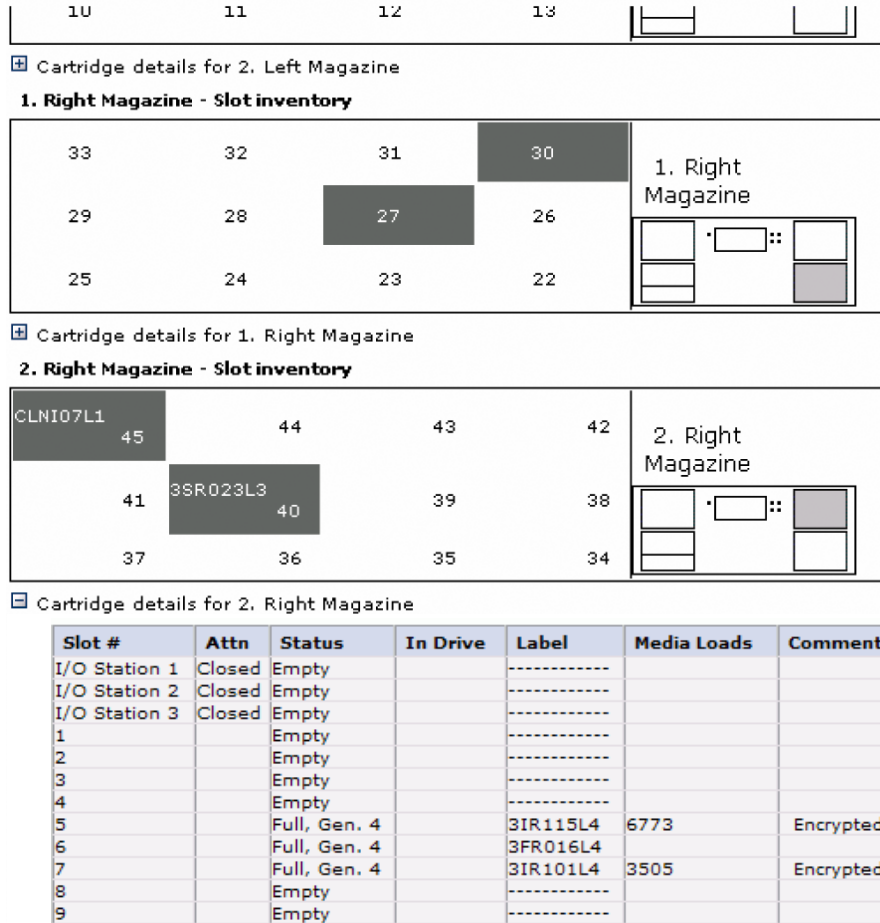 10 11 12 13
Cartridge details for 2. Left Magazine
1. Right Magazine - Slot inventory
33 32 31 30
1. Right
Magazine
29 28 27 26
25 24 23 22
Cartridge details for 1. Right Magazine
2. Right Magazine - Slot inventory
CLNI07L1
45 44 43 42
2. Right
Magazine
3SR023L3
41 40 39 38
37 36 35 34
Cartridge details for 2. Right Magazine
Slot # Attn Status In Drive Label Media Loads Comment
I/O Station 1 Closed Empty ------------
I/O Station 2 Closed Empty ------------
I/O Station 3 Closed Empty ------------
1 Empty ------------
2 Empty ------------
3 Empty ------------
4 Empty ------------
5 Full, Gen. 4 3IR115L4 6773 Encrypted
6 Full, Gen. 4 3FR016L4
7 Full, Gen. 4 3IR101L4 3505 Encrypted
8 Empty ------------
9 Empty ------------